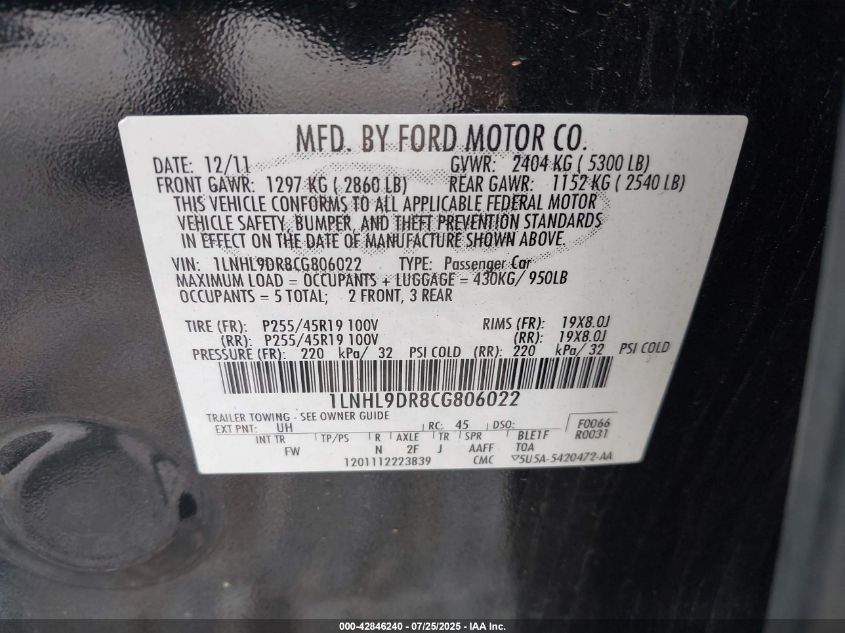 MFD. BY FORD MOTOR CO.
DATE: 12/11 GVWR: 2404 KG ( 5300 LB)
FRONT GAWR: 1297 KG ( 2860 LB) REAR GAWR: 1152 KG ( 2540 LB)
THIS VEHICLE CONFORMS TO ALL APPLICABLE FEDERAL MOTOR
VEHICLE SAFETY, BUMPER, AND THEFT PREVENTION STANDARDS
IN EFFECT ON THE DATE OF MANUFACTURE SHOWN ABOVE.
VIN: 1LNHL9DR8CG806022 TYPE: Passenger Car
MAXIMUM LOAD = OCCUPANTS + LUGGAGE = 430KG/ 950LB
OCCUPANTS = 5 TOTAL; 2 FRONT, 3 REAR
TIRE (FR): P255/45R19 100V RIMS (FR): 19X8.0J
(RR): P255/45R19 100V (RR): 19X8.0J
PRESSURE (FR): 220 kPa/ 32 PSI COLD (RR): 220 kPa/ 32 PSI COLD
1LNHL9DR8CG806022
TRAILER TOWING - SEE OWNER GUIDE
EXT PNT: UH RC: 45 DSO: F0066
R0031
INT TR TP/PS R AXLE TR SPR BLE1F
FW N 2F J AAFF TOA
1201112223839 CMC 5U5A-5420472-AA
000-42846240 - 07/25/2025 - IAA Inc.